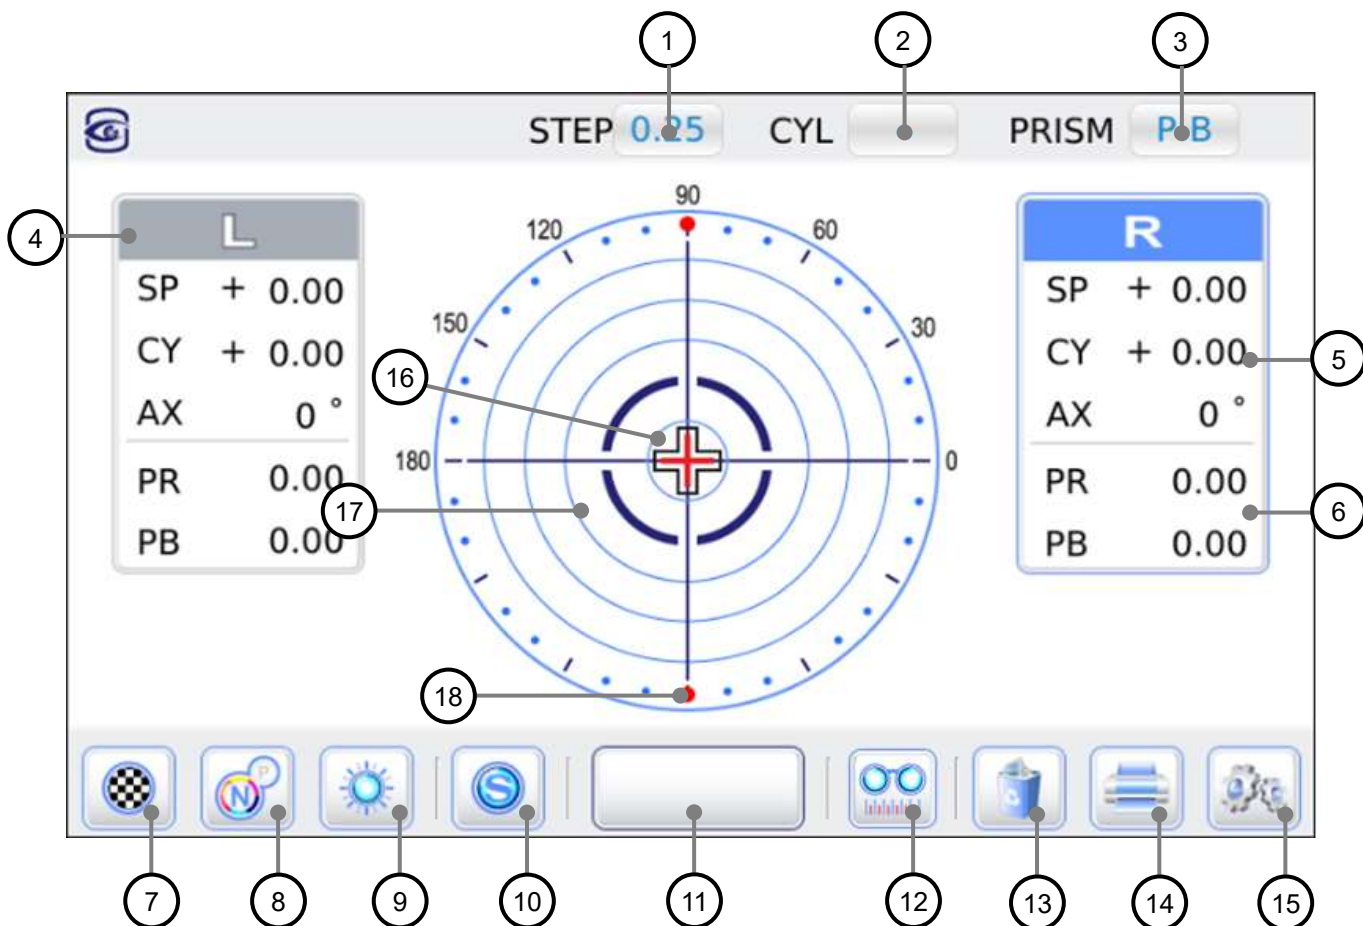 1 2 3
STEP 0.25 CYL PRISM P-B
4
L
SP + 0.00
CY + 0.00
AX 0 °
PR 0.00
PB 0.00
90
120 60
150 30
180 0
R
SP + 0.00
CY + 0.00
AX 0 °
PR 0.00
PB 0.00
5
6
16
17
18
N P
S
7 8 9 10 11 12 13 14 15